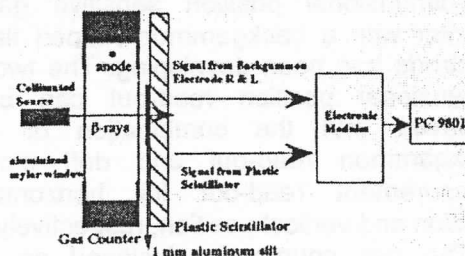 anode
Signal from Backgammon
Electrode R & L
Collimated
Source
β-rays
Electronic
Modules
PC 9801
aluminized
mylar window
Signal from Plastic
Scintillator
Plastic Scintillator
Gas Counter
1 mm aluminum slit